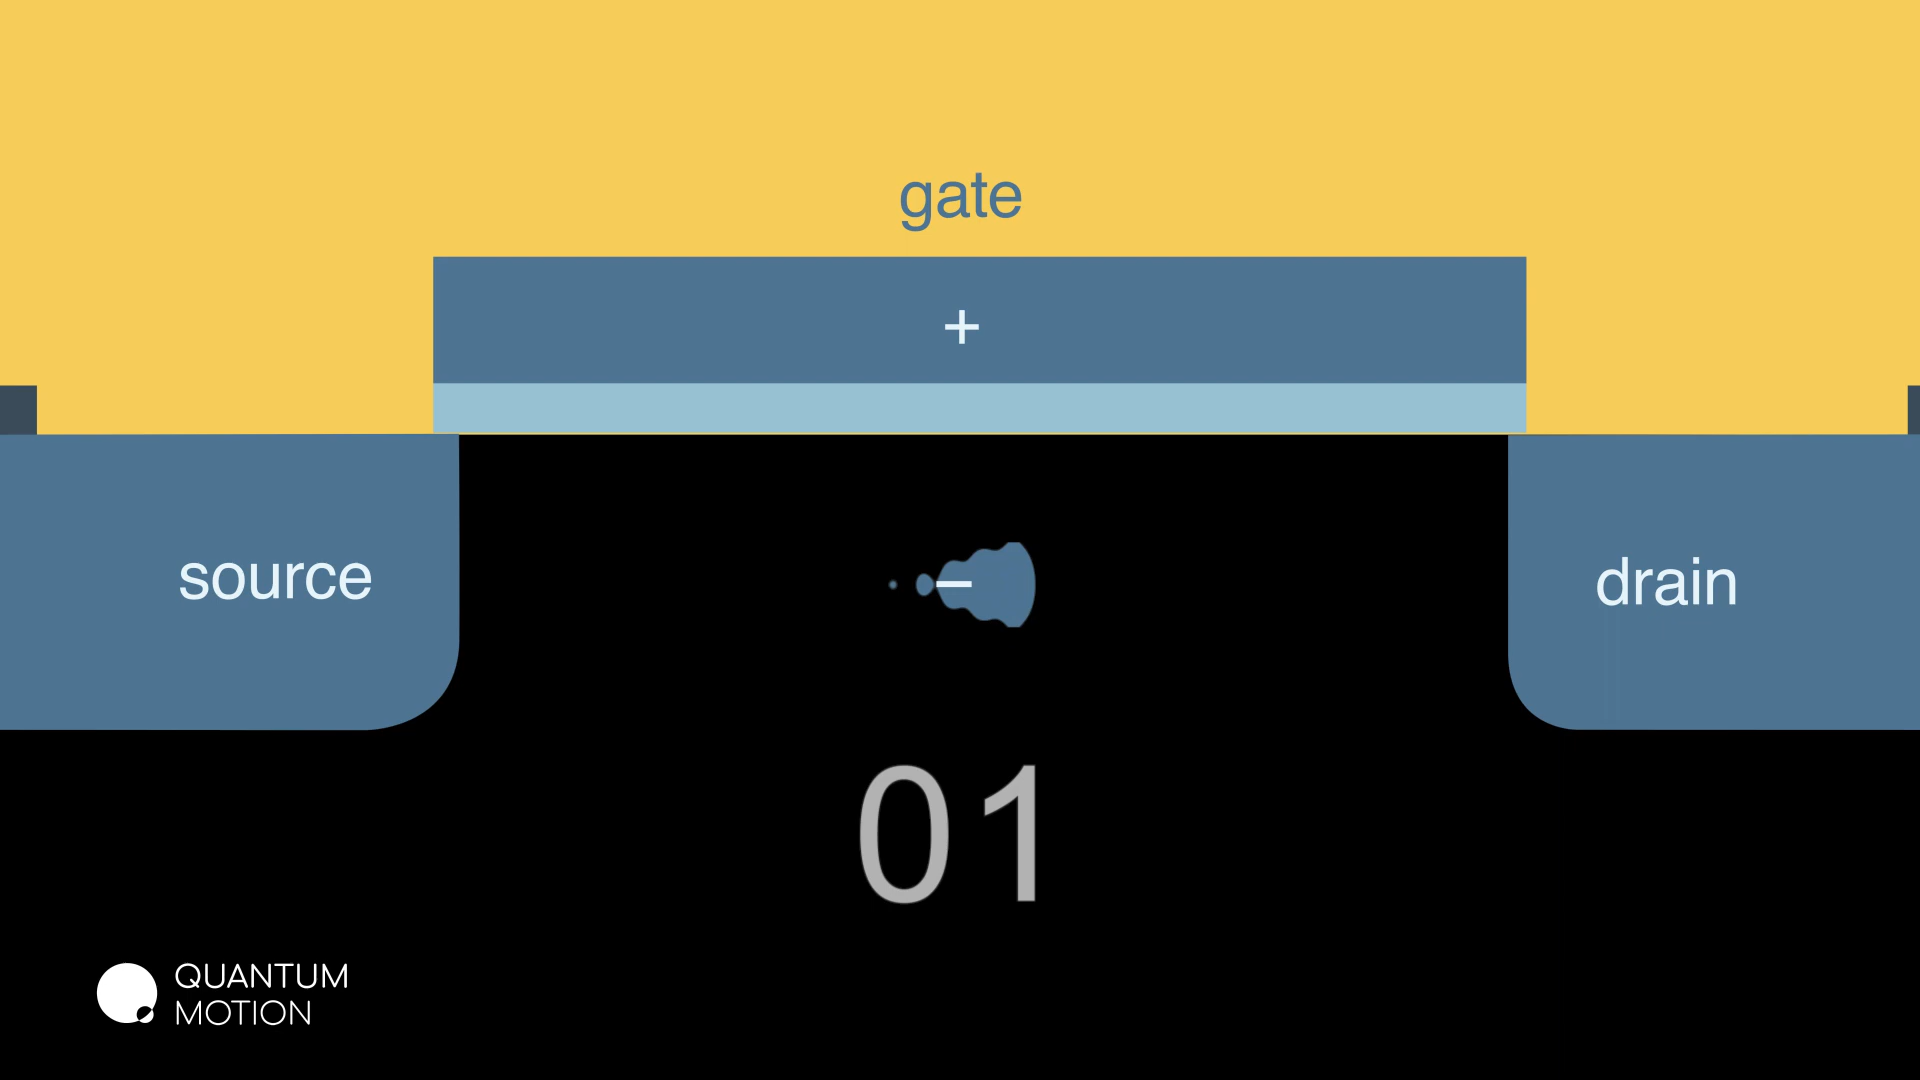 gate
+
source
drain
–
01
QUANTUM
MOTION